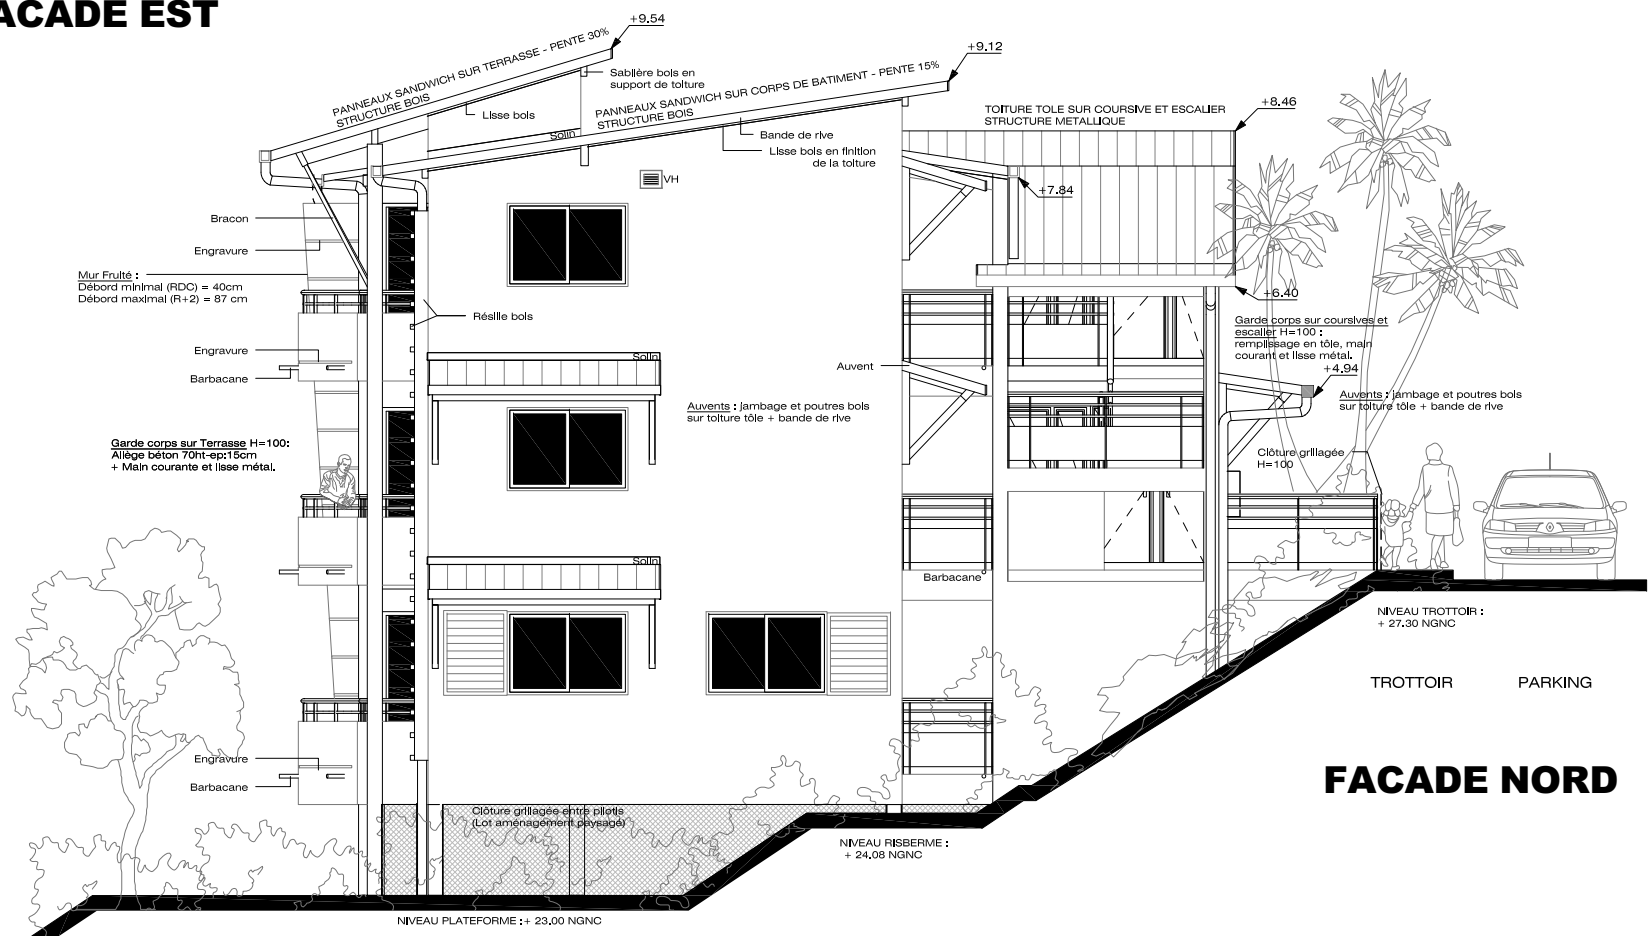 ACADE EST
+9.54
PANNEAUX SANDWICH SUR TERRASSE - PENTE 30%
STRUCTURE BOIS
Sablière bois en
support de toiture
Lisse bois
+9.12
PANNEAUX SANDWICH SUR CORPS DE BATIMENT - PENTE 15%
STRUCTURE BOIS
Solin
Bande de rive
Lisse bois en finition
de la toiture
TOITURE TOLE SUR COURSIVE ET ESCALIER
STRUCTURE METALLIQUE
+8.46
VH
+7.84
Bracon
Engravure
Mur Fruité :
Débord minimal (RDC) = 40cm
Débord maximal (R+2) = 87 cm
Résille bois
+6.40
Garde corps sur coursives et
escalier H=100 :
remplissage en tôle, main
courant et lisse métal.
Engravure
Barbacane
Solin
Auvent
+4.94
Auvents : jambage et poutres bois
sur toiture tôle + bande de rive
Auvents : jambage et poutres bois
sur toiture tôle + bande de rive
Garde corps sur Terrasse H=100:
Allège béton 70ht-ep:15cm
+ Main courante et lisse métal.
Clôture grillagée
H=100
Solin
Barbacane
NIVEAU TROTTOIR :
+ 27.30 NGNC
TROTTOIR
PARKING
Engravure
Barbacane
FACADE NORD
Clôture grillagée entre pilotis
(Lot aménagement paysagé)
NIVEAU RISBERME :
+ 24.08 NGNC
NIVEAU PLATEFORME : + 23.00 NGNC